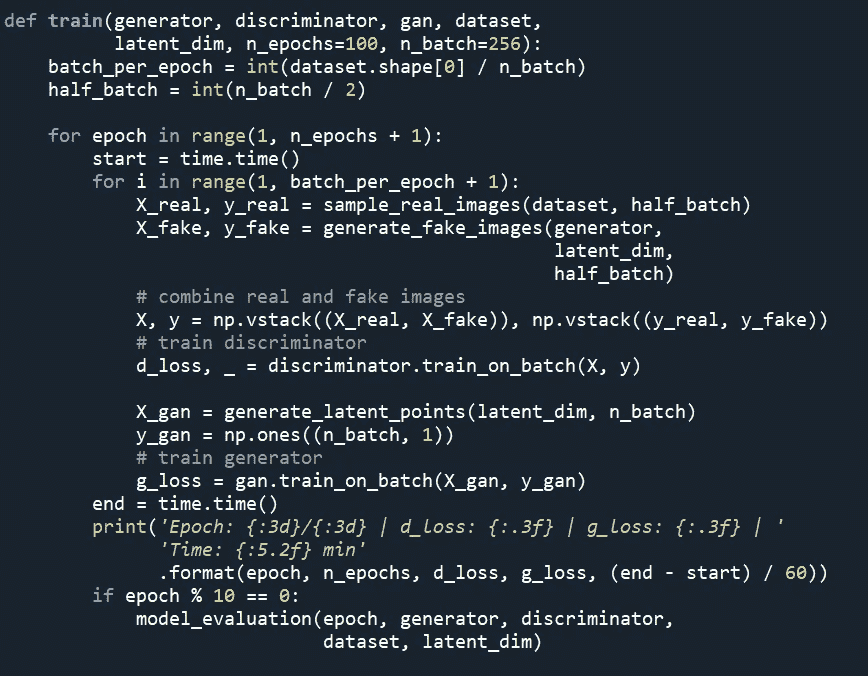 def train(generator, discriminator, gan, dataset,
          latent_dim, n_epochs=100, n_batch=256):
    batch_per_epoch = int(dataset.shape[0] / n_batch)
    half_batch = int(n_batch / 2)

    for epoch in range(1, n_epochs + 1):
        start = time.time()
        for i in range(1, batch_per_epoch + 1):
            X_real, y_real = sample_real_images(dataset, half_batch)
            X_fake, y_fake = generate_fake_images(generator,
                                                  latent_dim,
                                                  half_batch)
            # combine real and fake images
            X, y = np.vstack((X_real, X_fake)), np.vstack((y_real, y_fake))
            # train discriminator
            d_loss, _ = discriminator.train_on_batch(X, y)

            X_gan = generate_latent_points(latent_dim, n_batch)
            y_gan = np.ones((n_batch, 1))
            # train generator
            g_loss = gan.train_on_batch(X_gan, y_gan)
        end = time.time()
        print('Epoch: {:3d}/{:3d} | d_loss: {:.3f} | g_loss: {:.3f} | '
              'Time: {:5.2f} min'
              .format(epoch, n_epochs, d_loss, g_loss, (end - start) / 60))
        if epoch % 10 == 0:
            model_evaluation(epoch, generator, discriminator,
                             dataset, latent_dim)